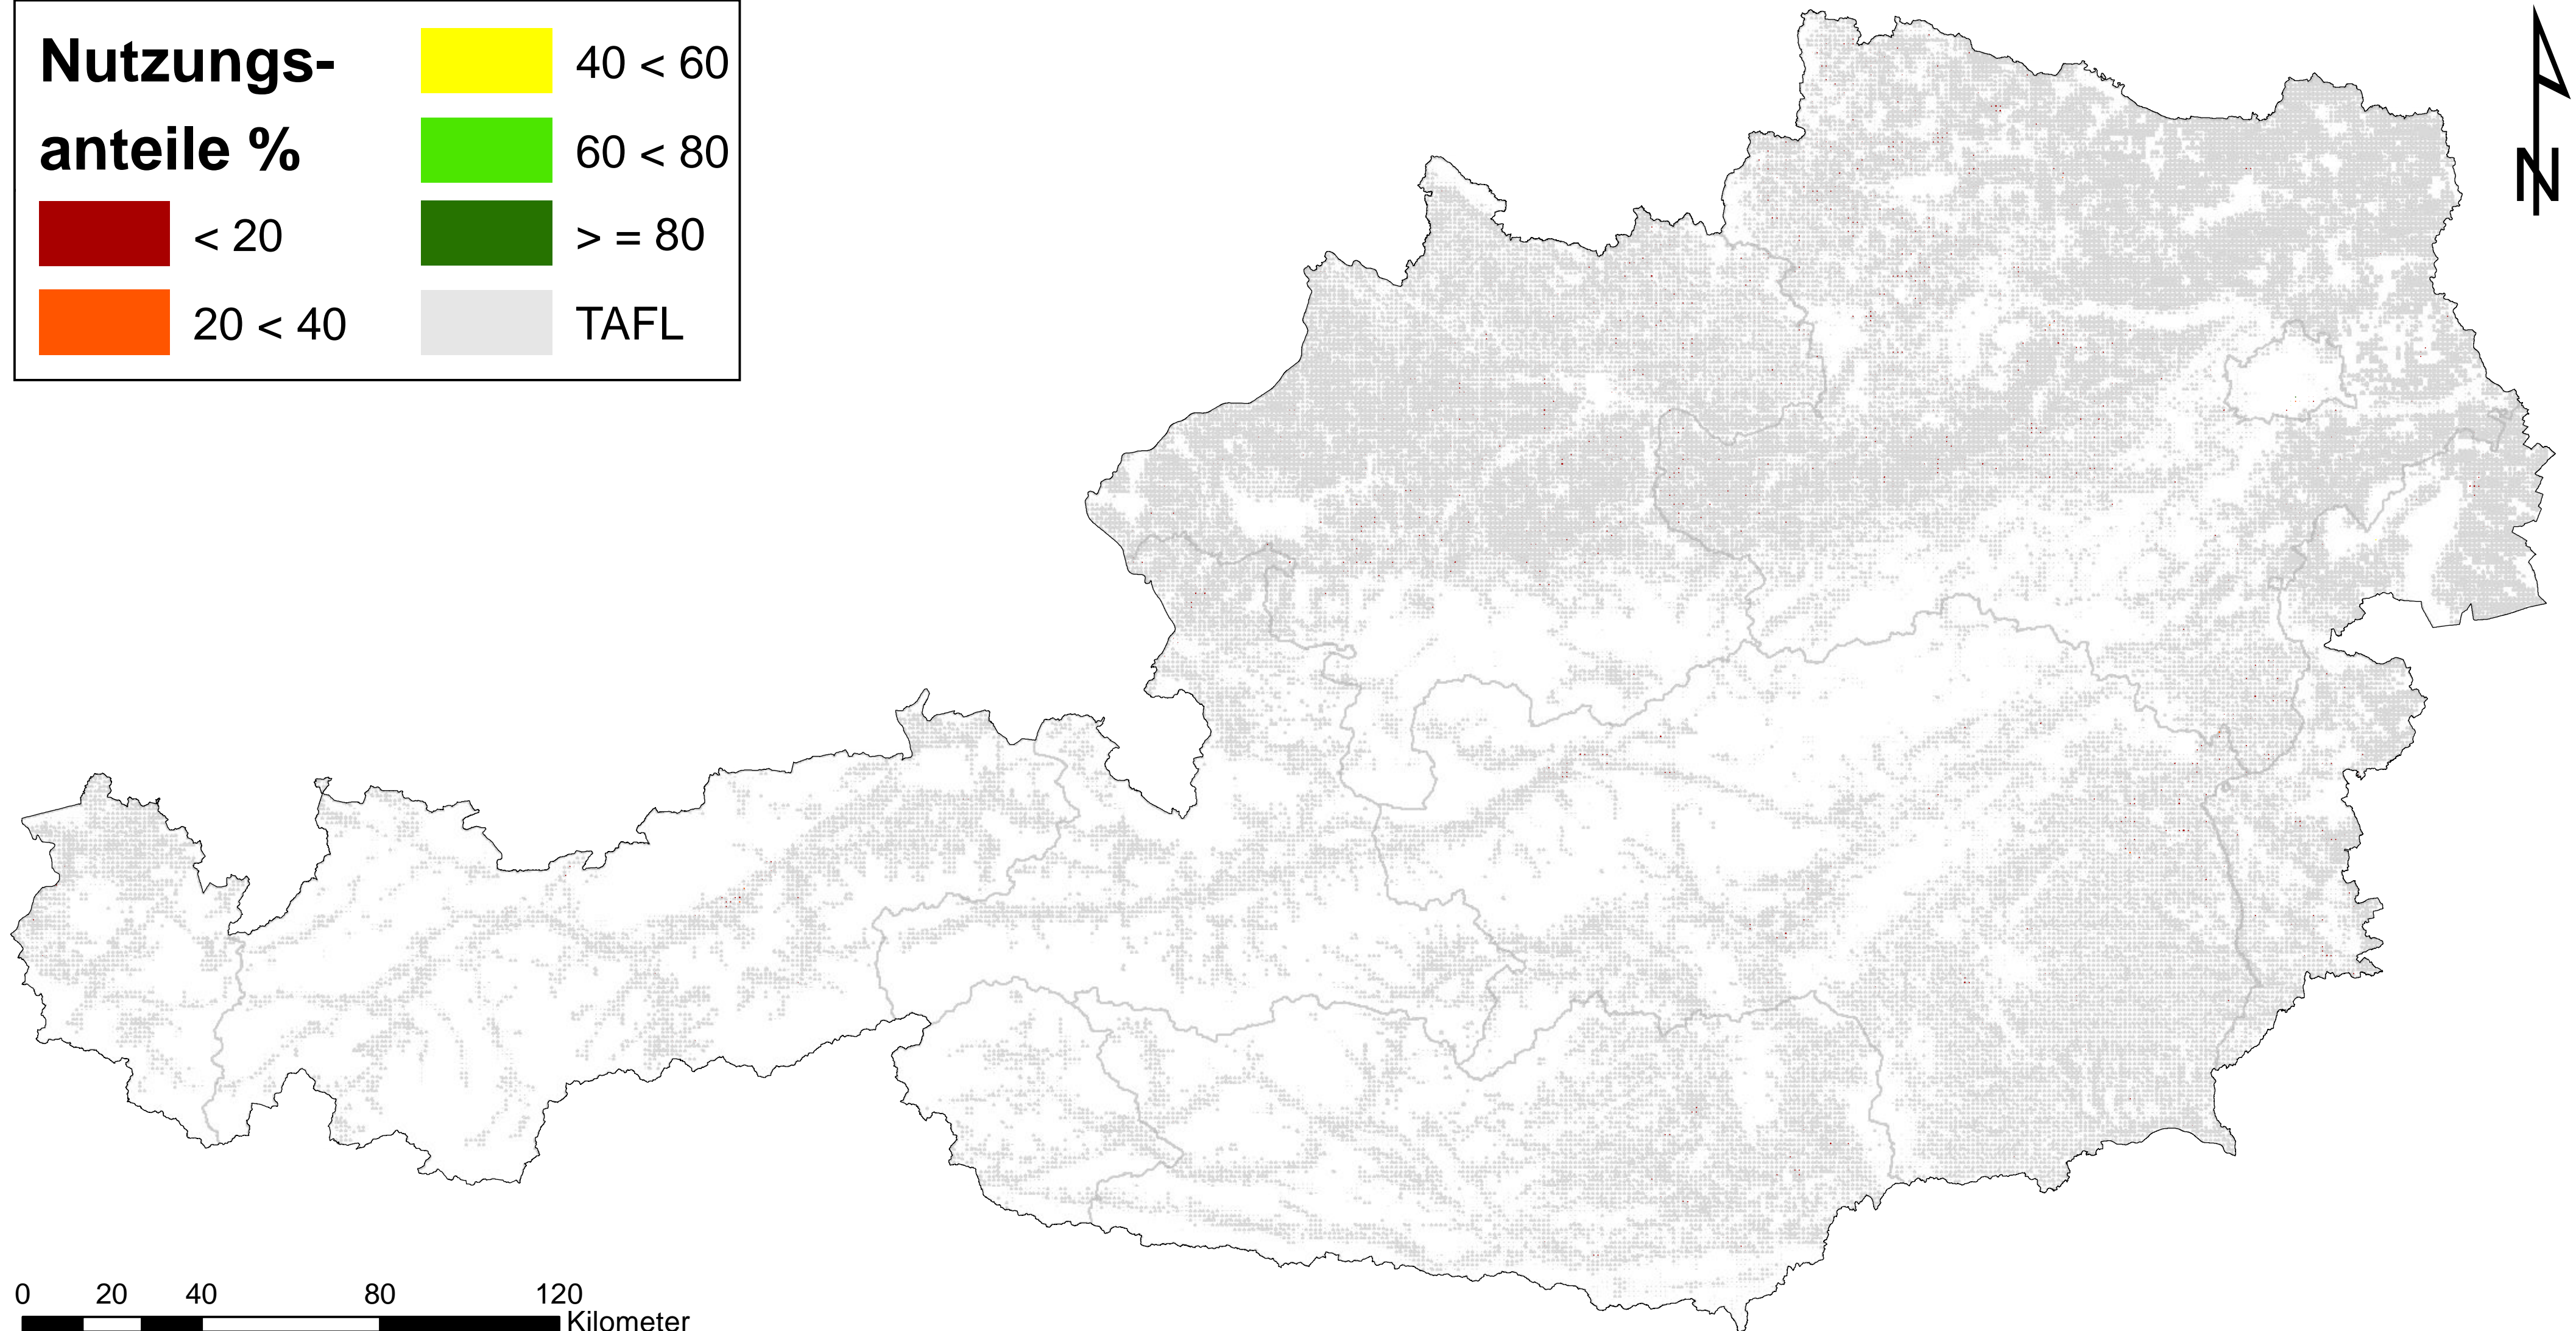 Nutzungs-
anteile %
< 20
20 < 40
40 < 60
60 < 80
> = 80
TAFL
N
0 20 40 80 120
Kilometer